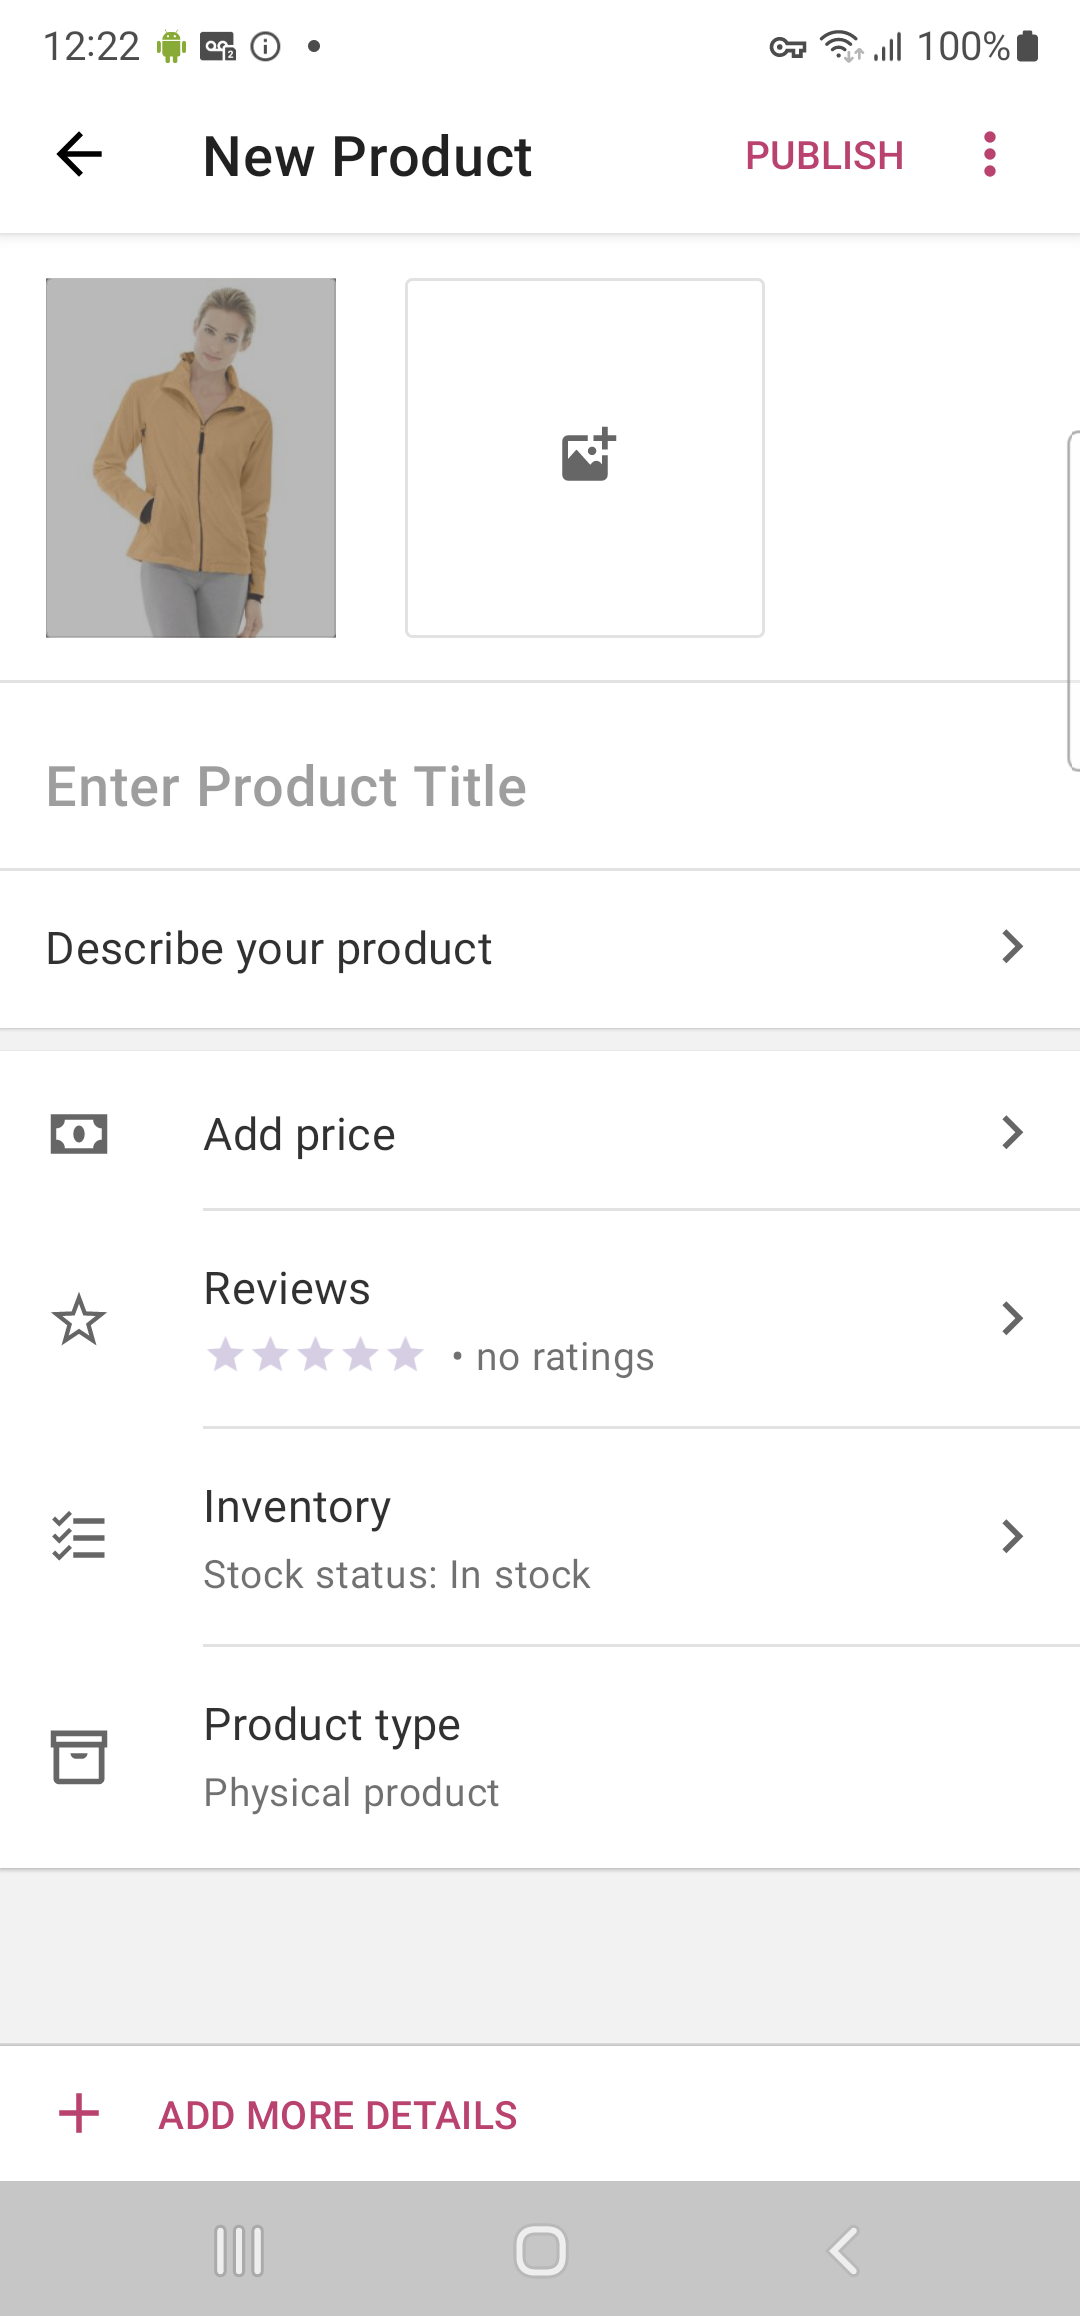 12:22
100%
New Product
PUBLISH
Enter Product Title
Describe your product
Add price
Reviews
• no ratings
Inventory
Stock status: In stock
Product type
Physical product
ADD MORE DETAILS